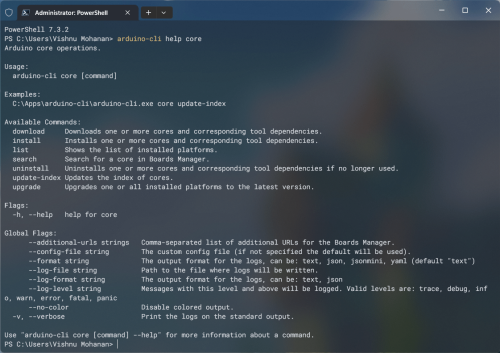 Administrator: PowerShell
PowerShell 7.3.2
PS C:\Users\Vishnu Mohanan> arduino-cli help core
Arduino core operations.
Usage:
arduino-cli core [command]
Examples:
C:\Apps\arduino-cli\arduino-cli.exe core update-index
Available Commands:
download Downloads one or more cores and corresponding tool dependencies.
install Installs one or more cores and corresponding tool dependencies.
list Shows the list of installed platforms.
search Search for a core in Boards Manager.
uninstall Uninstalls one or more cores and corresponding tool dependencies if no longer used.
update-index Updates the index of cores.
upgrade Upgrades one or all installed platforms to the latest version.
Flags:
-h, --help help for core
Global Flags:
--additional-urls strings Comma-separated list of additional URLs for the Boards Manager.
--config-file string The custom config file (if not specified the default will be used).
--format string The output format for the logs, can be: text, json, jsonmini, yaml (default "text")
--log-file string Path to the file where logs will be written.
--log-format string The output format for the logs, can be: text, json
--log-level string Messages with this level and above will be logged. Valid levels are: trace, debug, inf
o, warn, error, fatal, panic
--no-color Disable colored output.
-v, --verbose Print the logs on the standard output.
Use "arduino-cli core [command] --help" for more information about a command.
PS C:\Users\Vishnu Mohanan>